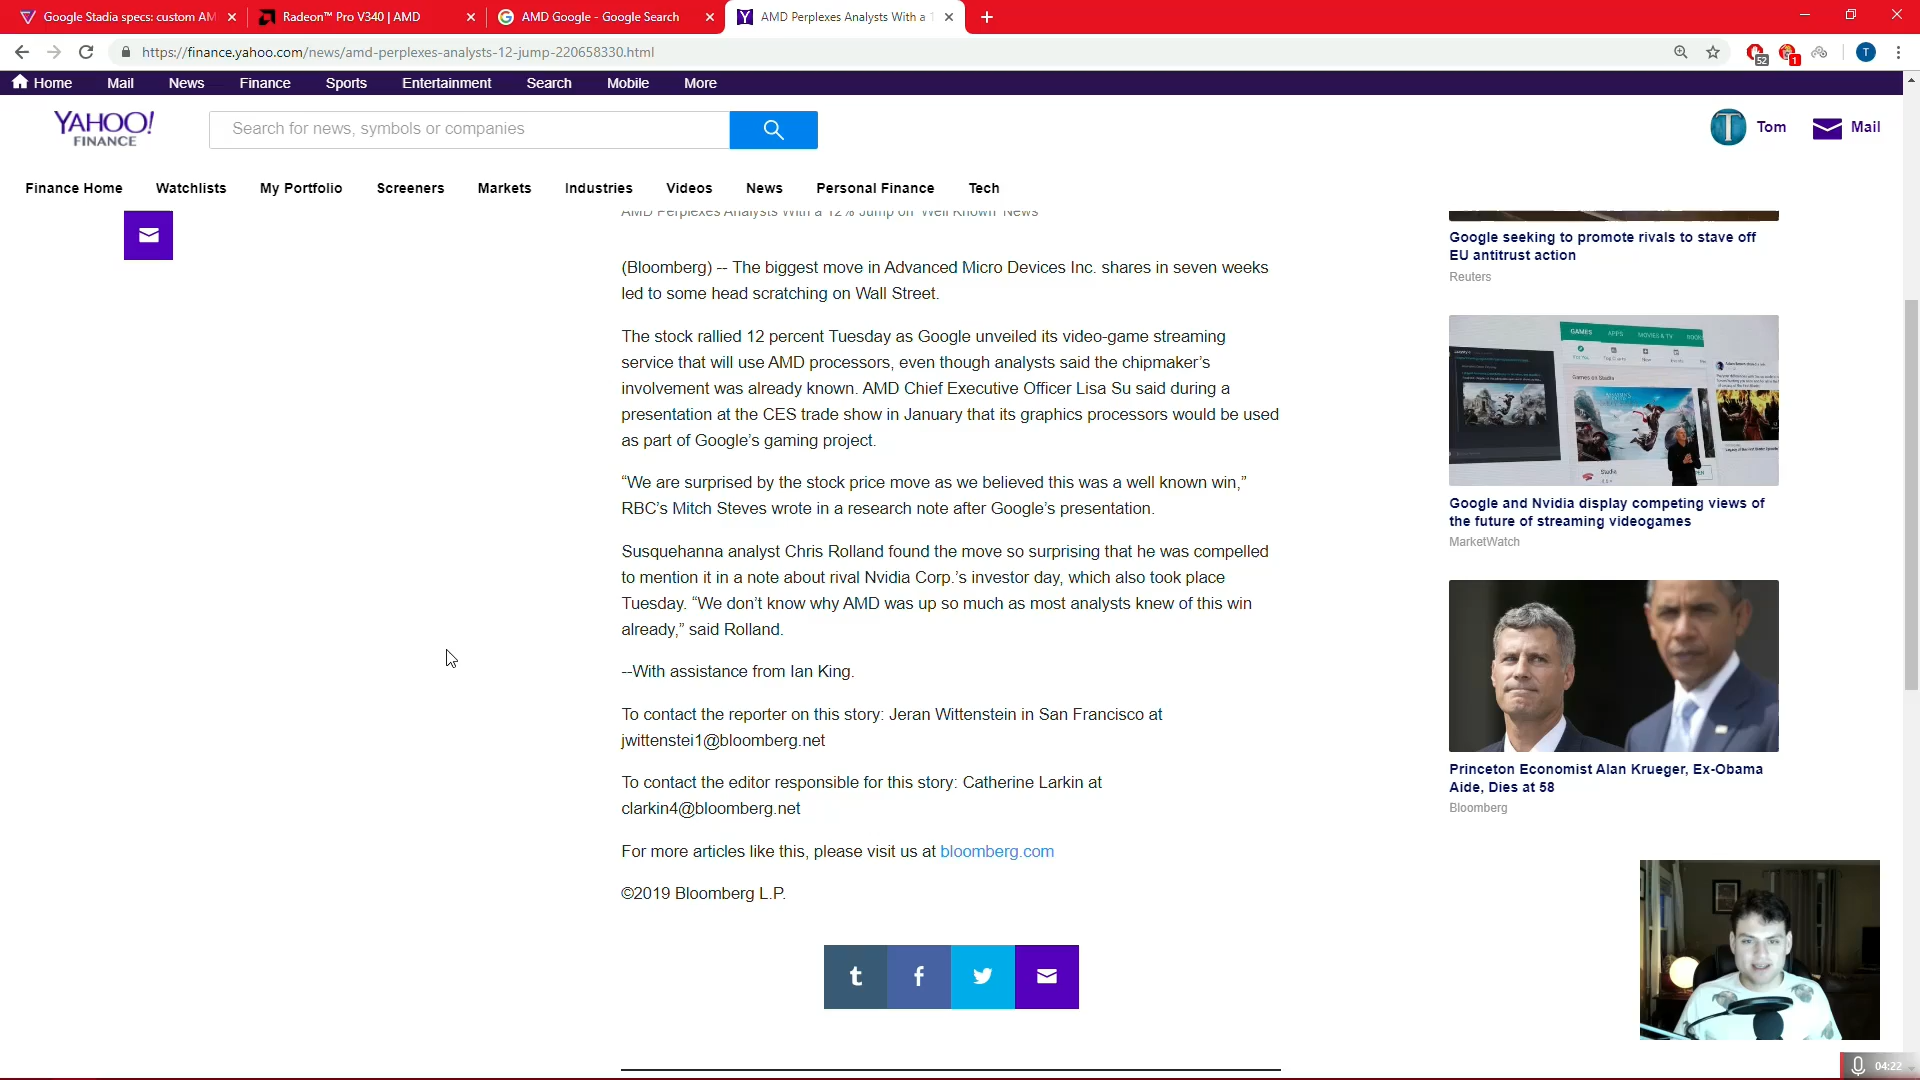 Google Stadia specs: custom AM
Radeon™ Pro V340 | AMD
AMD Google - Google Search
AMD Perplexes Analysts With a 1
https://finance.yahoo.com/news/amd-perplexes-analysts-12-jump-220658330.html
52
1
T
Home Mail News Finance Sports Entertainment Search Mobile More
YAHOO!
FINANCE
Search for news, symbols or companies
T Tom Mail
Finance Home Watchlists My Portfolio Screeners Markets Industries Videos News Personal Finance Tech
AMD Perplexes Analysts With a 12% Jump on 'Well Known' News
(Bloomberg) -- The biggest move in Advanced Micro Devices Inc. shares in seven weeks
led to some head scratching on Wall Street.
The stock rallied 12 percent Tuesday as Google unveiled its video-game streaming
service that will use AMD processors, even though analysts said the chipmaker’s
involvement was already known. AMD Chief Executive Officer Lisa Su said during a
presentation at the CES trade show in January that its graphics processors would be used
as part of Google’s gaming project.
“We are surprised by the stock price move as we believed this was a well known win,”
RBC’s Mitch Steves wrote in a research note after Google’s presentation.
Susquehanna analyst Chris Rolland found the move so surprising that he was compelled
to mention it in a note about rival Nvidia Corp.’s investor day, which also took place
Tuesday. “We don’t know why AMD was up so much as most analysts knew of this win
already,” said Rolland.
--With assistance from Ian King.
To contact the reporter on this story: Jeran Wittenstein in San Francisco at
jwittenstei1@bloomberg.net
To contact the editor responsible for this story: Catherine Larkin at
clarkin4@bloomberg.net
For more articles like this, please visit us at bloomberg.com
©2019 Bloomberg L.P.
Google seeking to promote rivals to stave off
EU antitrust action
Reuters
GAMES APPS MOVIES & TV BOOKS
Games on Stadia
Stadia
Google and Nvidia display competing views of
the future of streaming videogames
MarketWatch
Princeton Economist Alan Krueger, Ex-Obama
Aide, Dies at 58
Bloomberg
04:22